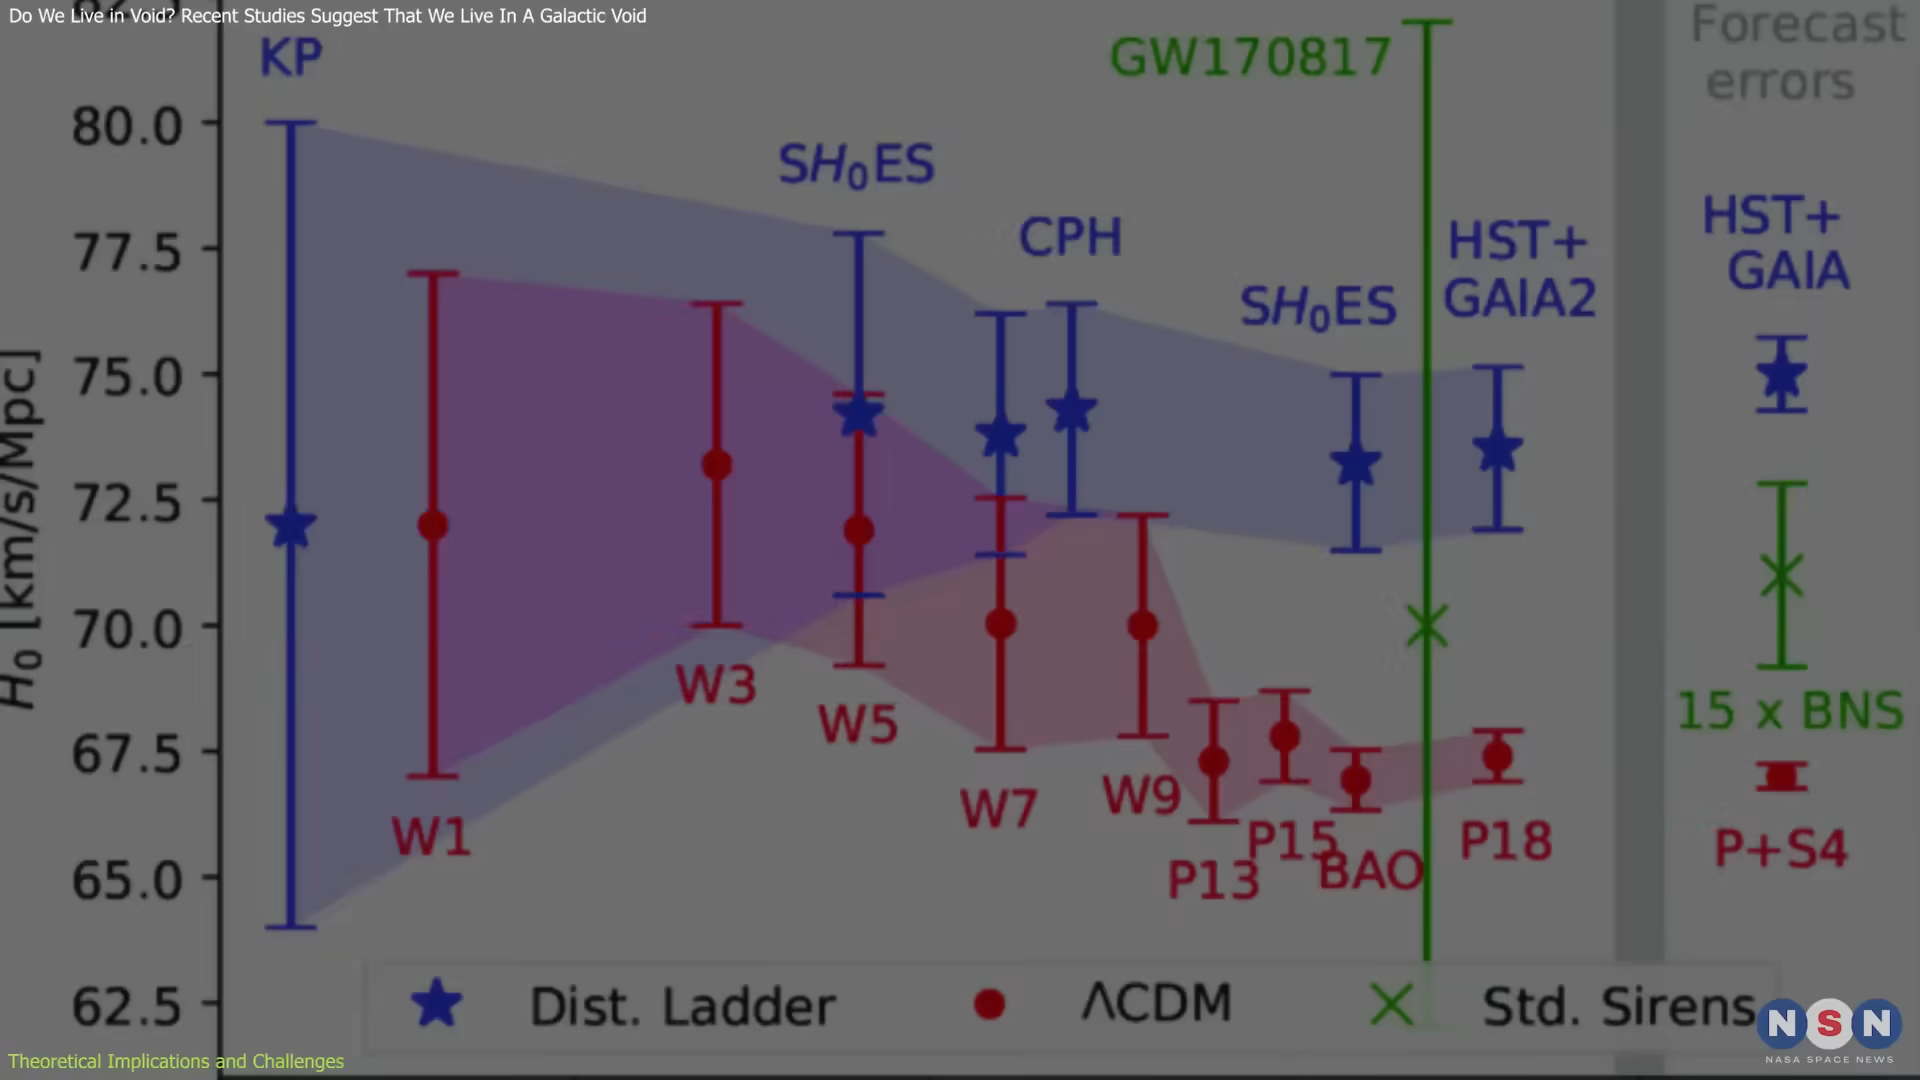 Do We Live in Void? Recent Studies Suggest That We Live In A Galactic Void
KP
GW170817
Forecast
errors
80.0
SH₀ES
CPH
HST+
GAIA2
HST+
GAIA
77.5
SH₀ES
75.0
72.5
H₀ [km/s/Mpc]
70.0
W3
W5
15 x BNS
67.5
W1
W7
W9
P13
P15
BAO
P18
P+S4
65.0
62.5
Dist. Ladder
ΛCDM
Std. Sirens
NSN
NASA SPACE NEWS
Theoretical Implications and Challenges